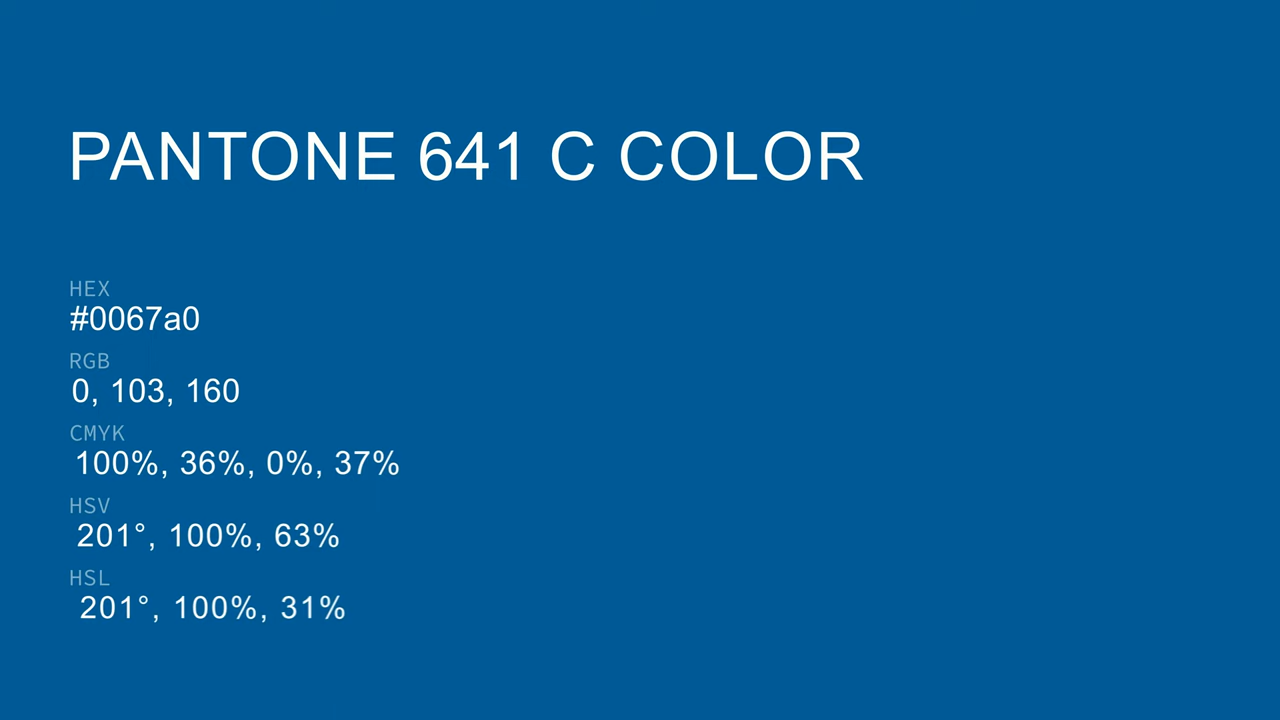 PANTONE 641 C COLOR
HEX
#0067a0
RGB
0, 103, 160
CMYK
100%, 36%, 0%, 37%
HSV
201°, 100%, 63%
HSL
201°, 100%, 31%